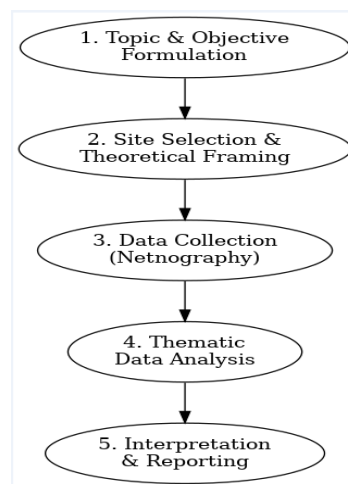 1. Topic & Objective
Formulation
2. Site Selection &
Theoretical Framing
3. Data Collection
(Netnography)
4. Thematic
Data Analysis
5. Interpretation
& Reporting